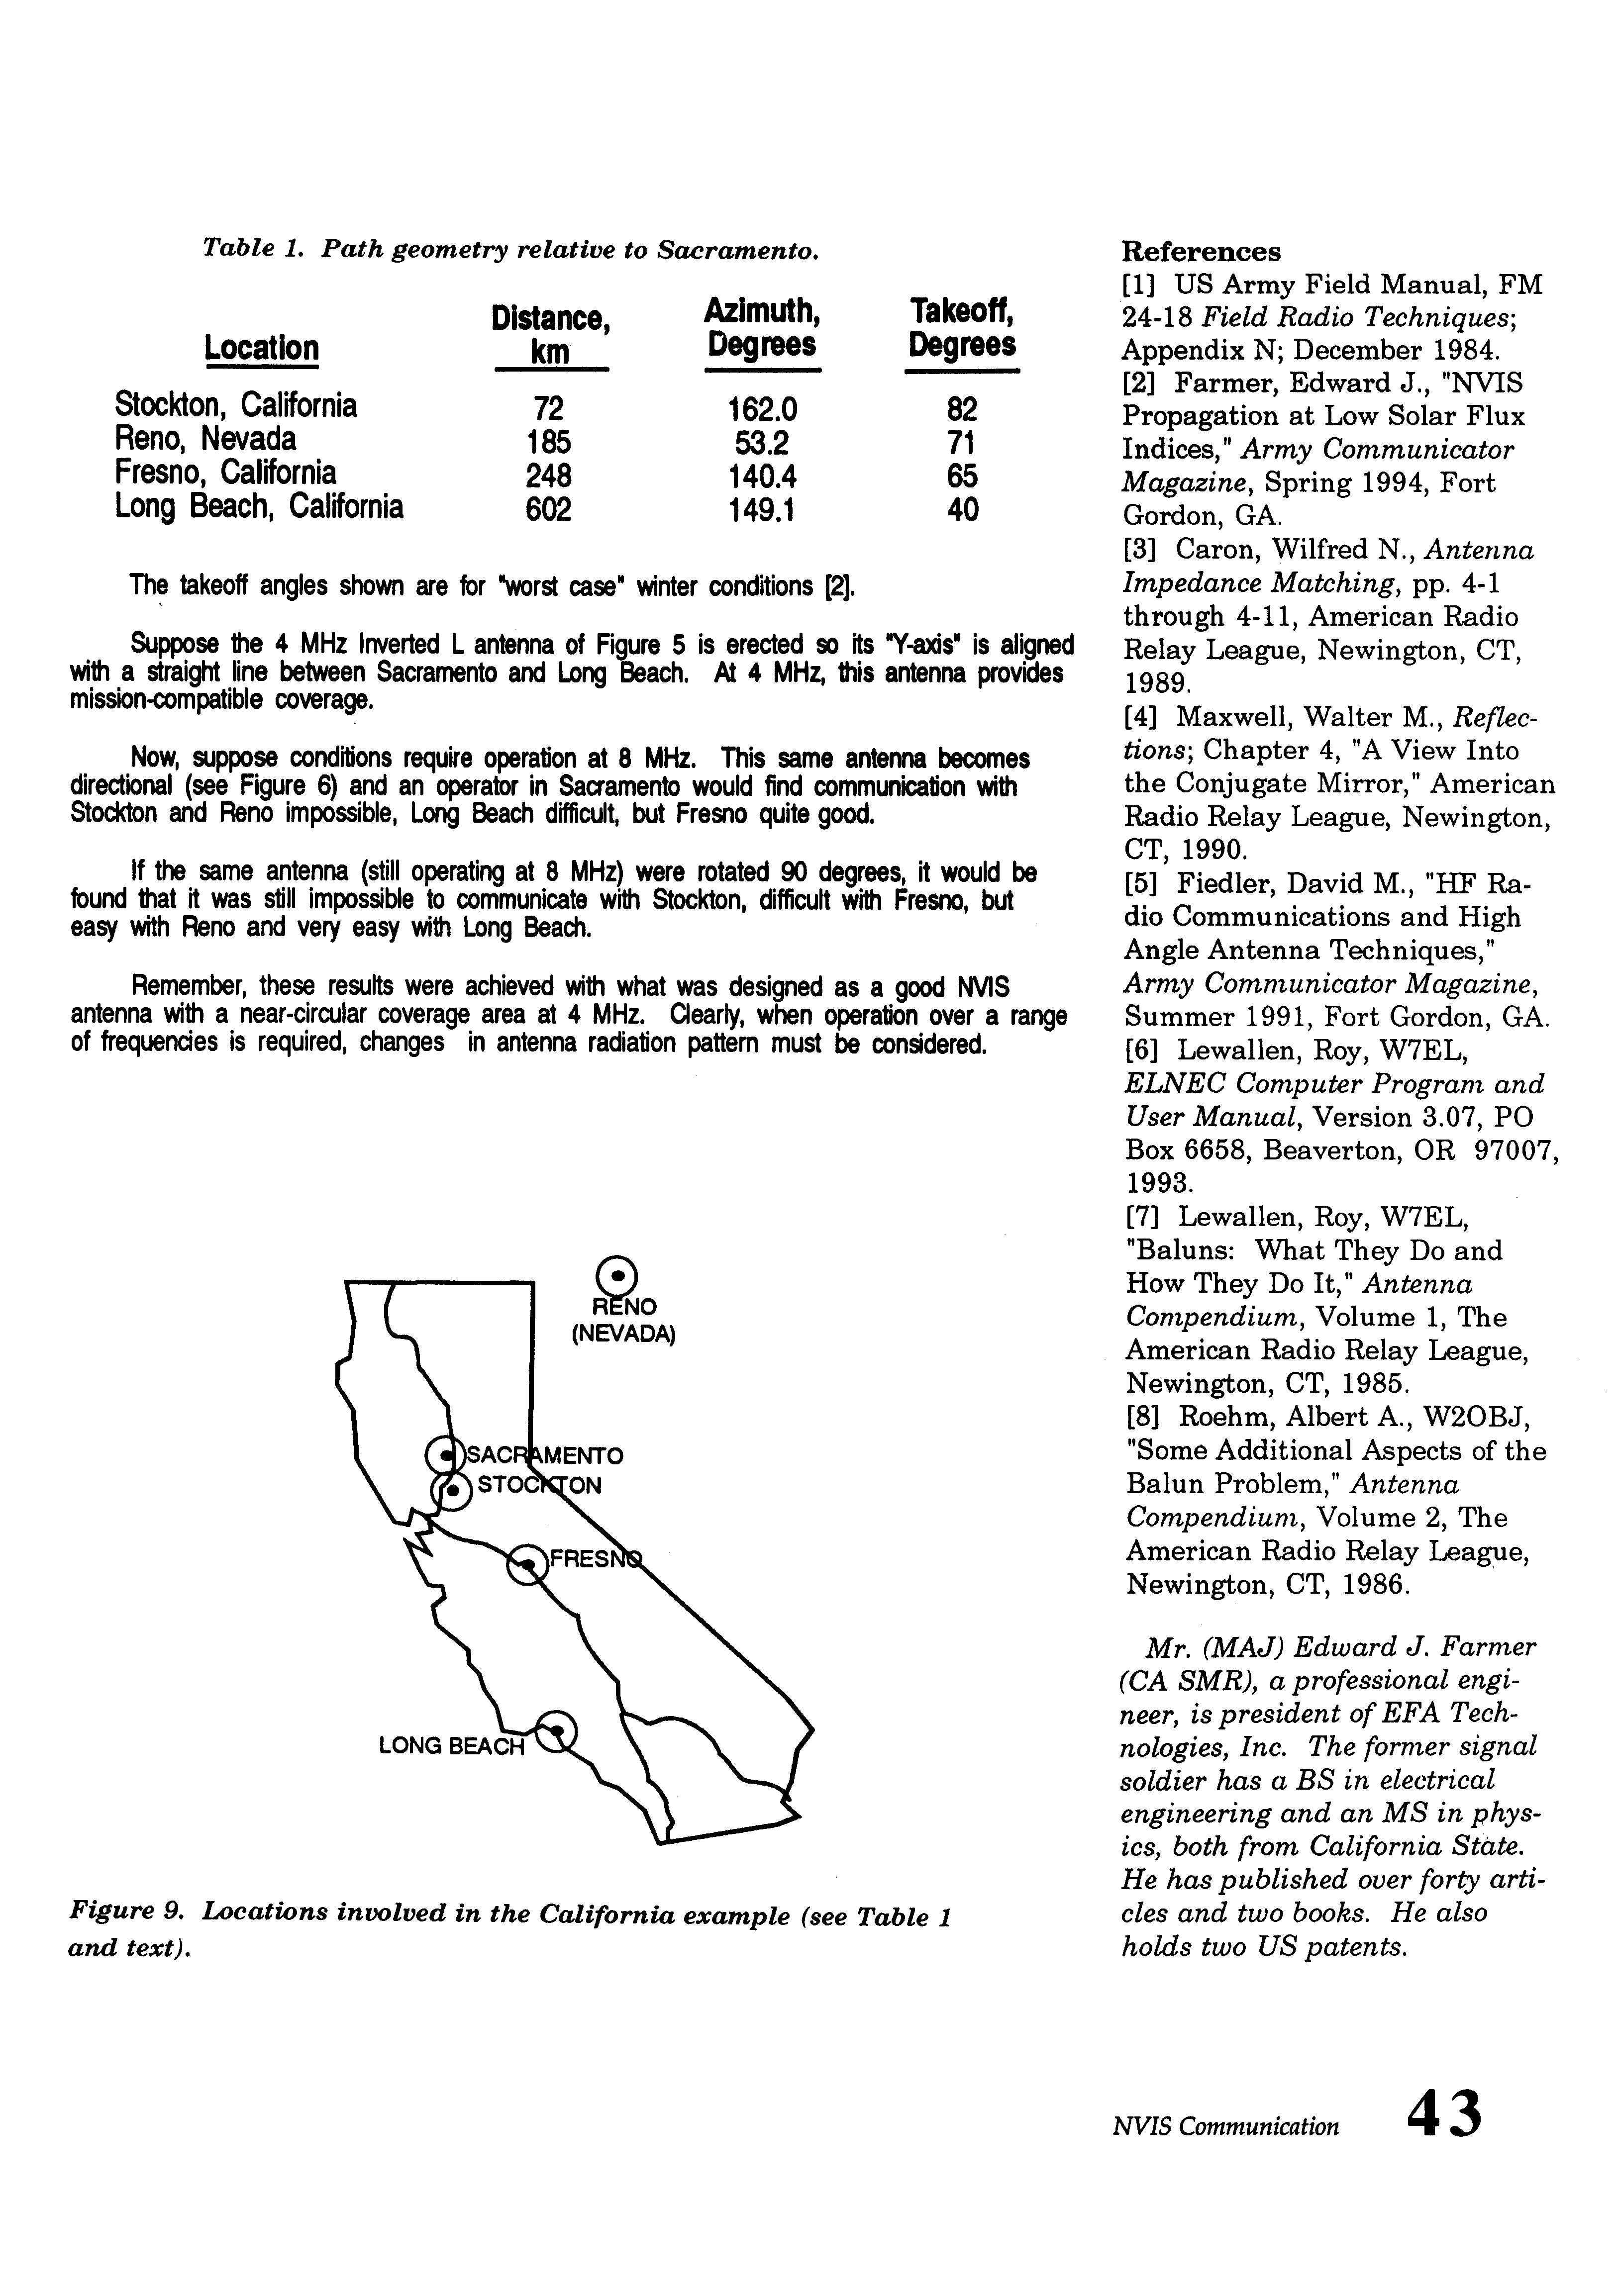 Table 1. Path geometry relative to Sacramento.
Location Distance, km Azimuth, Degrees Takeoff, Degrees
Stockton, California 72 162.0 82
Reno, Nevada 185 53.2 71
Fresno, California 248 140.4 65
Long Beach, California 602 149.1 40
The takeoff angles shown are for "worst case" winter conditions [2].
Suppose the 4 MHz Inverted L antenna of Figure 5 is erected so its "Y-axis" is aligned
with a straight line between Sacramento and Long Beach. At 4 MHz, this antenna provides
mission-compatible coverage.
Now, suppose conditions require operation at 8 MHz. This same antenna becomes
directional (see Figure 6) and an operator in Sacramento would find communication with
Stockton and Reno impossible, Long Beach difficult, but Fresno quite good.
If the same antenna (still operating at 8 MHz) were rotated 90 degrees, it would be
found that it was still impossible to communicate with Stockton, difficult with Fresno, but
easy with Reno and very easy with Long Beach.
Remember, these results were achieved with what was designed as a good NVIS
antenna with a near-circular coverage area at 4 MHz. Clearly, when operation over a range
of frequencies is required, changes in antenna radiation pattern must be considered.
RENO
(NEVADA)
SACRAMENTO
STOCKTON
FRESNO
LONG BEACH
Figure 9. Locations involved in the California example (see Table 1
and text).
References
[1] US Army Field Manual, FM
24-18 Field Radio Techniques;
Appendix N; December 1984.
[2] Farmer, Edward J., "NVIS
Propagation at Low Solar Flux
Indices," Army Communicator
Magazine, Spring 1994, Fort
Gordon, GA.
[3] Caron, Wilfred N., Antenna
Impedance Matching, pp. 4-1
through 4-11, American Radio
Relay League, Newington, CT,
1989.
[4] Maxwell, Walter M., Reflec-
tions; Chapter 4, "A View Into
the Conjugate Mirror," American
Radio Relay League, Newington,
CT, 1990.
[5] Fiedler, David M., "HF Ra-
dio Communications and High
Angle Antenna Techniques,"
Army Communicator Magazine,
Summer 1991, Fort Gordon, GA.
[6] Lewallen, Roy, W7EL,
ELNEC Computer Program and
User Manual, Version 3.07, PO
Box 6658, Beaverton, OR 97007,
1993.
[7] Lewallen, Roy, W7EL,
"Baluns: What They Do and
How They Do It," Antenna
Compendium, Volume 1, The
American Radio Relay League,
Newington, CT, 1985.
[8] Roehm, Albert A., W2OBJ,
"Some Additional Aspects of the
Balun Problem," Antenna
Compendium, Volume 2, The
American Radio Relay League,
Newington, CT, 1986.
Mr. (MAJ) Edward J. Farmer
(CA SMR), a professional engi-
neer, is president of EFA Tech-
nologies, Inc. The former signal
soldier has a BS in electrical
engineering and an MS in phys-
ics, both from California State.
He has published over forty arti-
cles and two books. He also
holds two US patents.
NVIS Communication 43